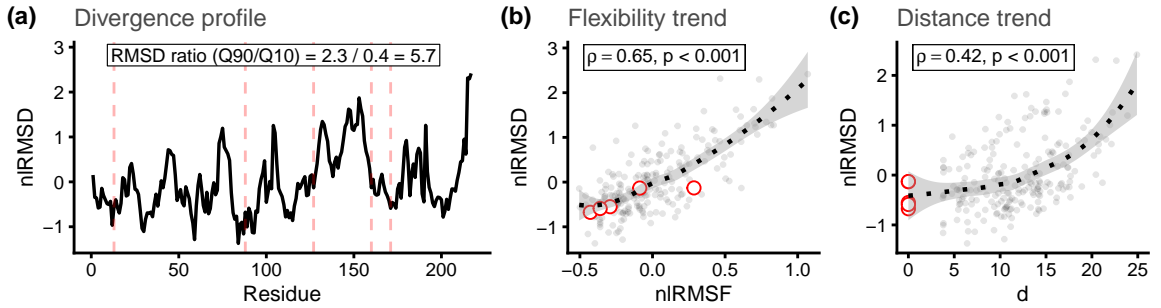 (a) Divergence profile
RMSD ratio (Q90/Q10) = 2.3 / 0.4 = 5.7
nlRMSD
3
2
1
0
−1
0 50 100 150 200
Residue
(b) Flexibility trend
ρ = 0.65, p < 0.001
nlRMSD
3
2
1
0
−1
−0.5 0.0 0.5 1.0
nlRMSF
(c) Distance trend
ρ = 0.42, p < 0.001
nlRMSD
2
1
0
−1
0 5 10 15 20 25
d